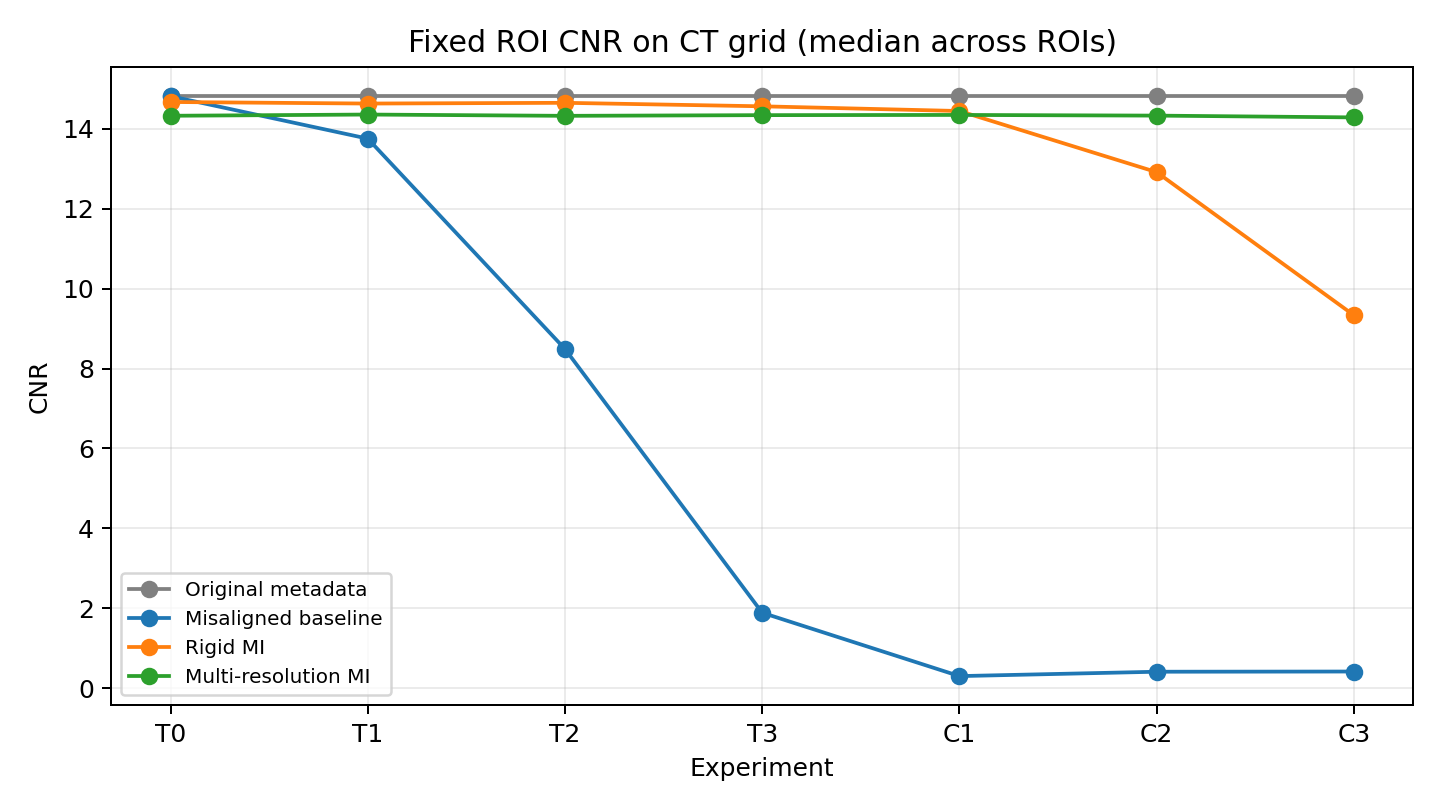 Fixed ROI CNR on CT grid (median across ROIs)
14
12
10
8
6
4
2
0
CNR
Original metadata
Misaligned baseline
Rigid MI
Multi-resolution MI
T0 T1 T2 T3 C1 C2 C3
Experiment